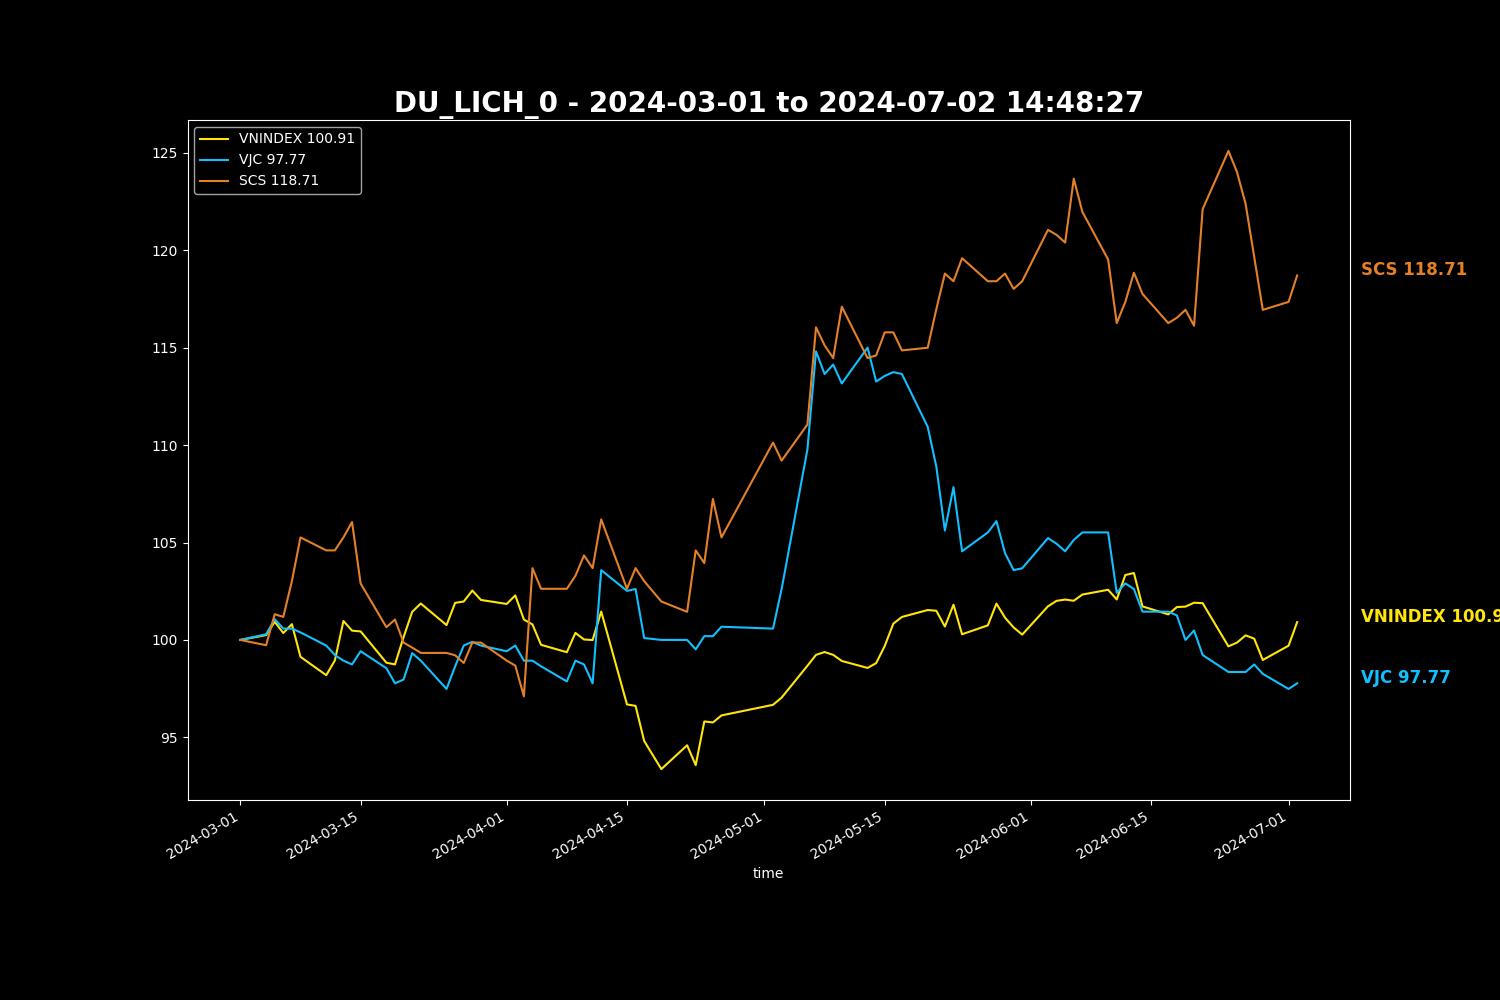 DU_LICH_0 - 2024-03-01 to 2024-07-02 14:48:27
VNINDEX 100.91
VJC 97.77
SCS 118.71
125
120
115
110
105
100
95
SCS 118.71
VNINDEX 100.9
VJC 97.77
2024-03-01
2024-03-15
2024-04-01
2024-04-15
2024-05-01
2024-05-15
2024-06-01
2024-06-15
2024-07-01
time